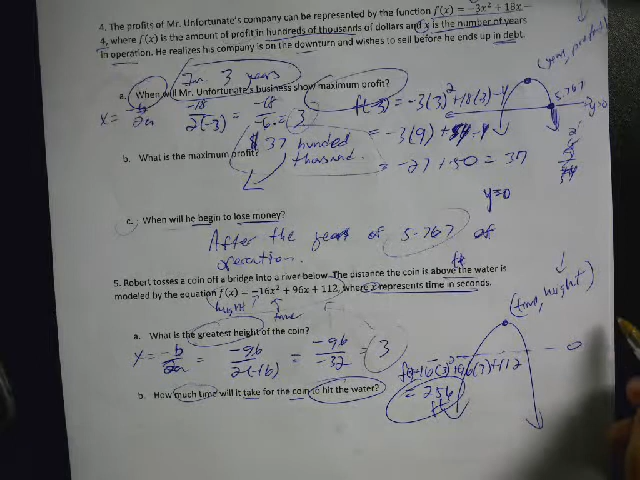 4. The profits of Mr. Unfortunate's company can be represented by the function f(x) = -3x² + 18x -
4, where f(x) is the amount of profit in hundreds of thousands of dollars and x is the number of years
in operation. He realizes his company is on the downturn and wishes to sell before he ends up in debt.
(year, profit)
In 3 years
a. When will Mr. Unfortunate's business show maximum profit?
x = -b/2a -18/2(-3) = -18/-6 = 3
f(3) = -3(3)² + 18(3) - 4
5.767
y=0
= -3(9) + 54 - 4
= -27 + 50 = 37
$ 37 hundred
thousand.
b. What is the maximum profit?
y=0
c. When will he begin to lose money?
After the years of 5.767 of
operation.
ft
5. Robert tosses a coin off a bridge into a river below. The distance the coin is above the water is
modeled by the equation f(x) = -16x² + 96x + 112, where x represents time in seconds.
height time
(time, height)
a. What is the greatest height of the coin?
x = -b/2a = -96/2(-16) = -96/-32 = 3
f(3) = -16(3)² + 96(3) + 112
= 256
ft
b. How much time will it take for the coin to hit the water?